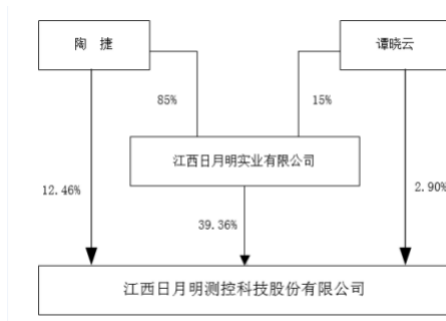 陶 捷
谭晓云
85%
15%
江西日月明实业有限公司
12.46%
2.90%
39.36%
江西日月明测控科技股份有限公司